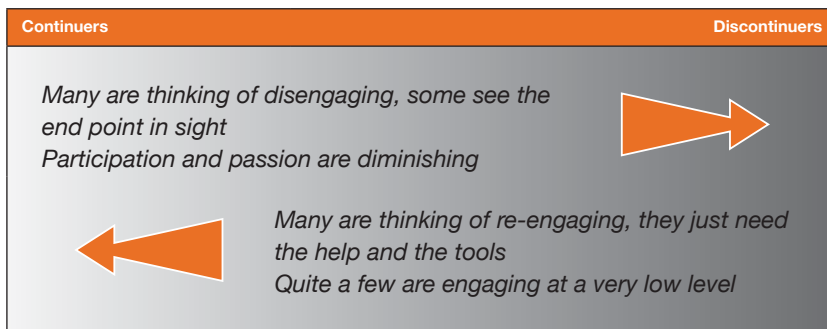 Continuers
Discontinuers
Many are thinking of disengaging, some see the
end point in sight
Participation and passion are diminishing
Many are thinking of re-engaging, they just need
the help and the tools
Quite a few are engaging at a very low level